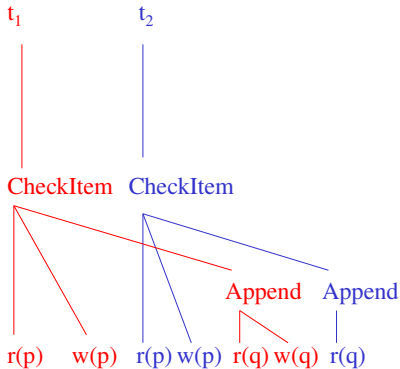 t1 t2
CheckItem CheckItem
Append Append
r(p) w(p) r(p) w(p) r(q) w(q) r(q)